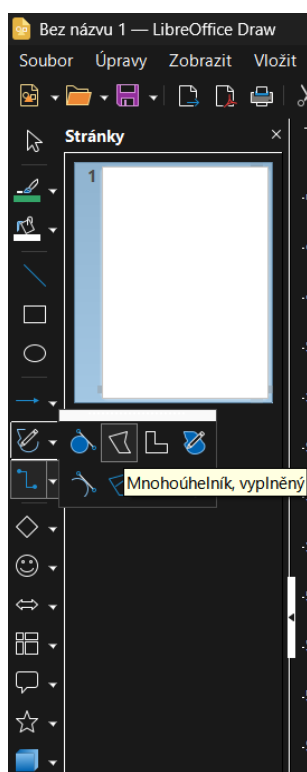 Bez názvu 1 — LibreOffice Draw
Soubor Úpravy Zobrazit Vložit
Stránky
1
Mnohoúhelník, vyplněný